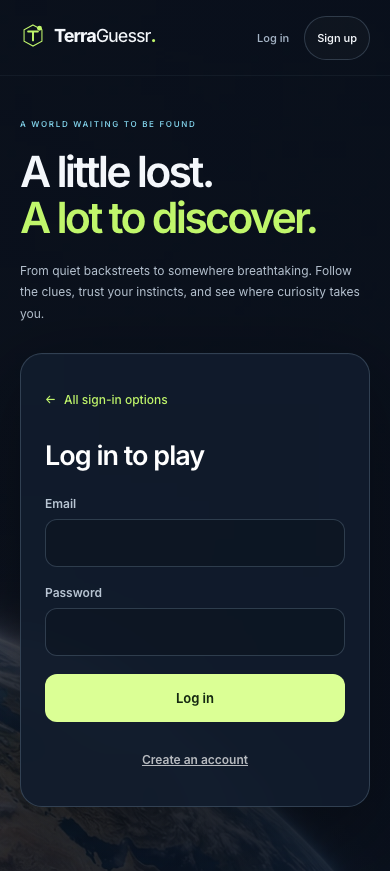 TerraGuessr.
Log in
Sign up
A WORLD WAITING TO BE FOUND
A little lost.
A lot to discover.
From quiet backstreets to somewhere breathtaking. Follow
the clues, trust your instincts, and see where curiosity takes
you.
← All sign-in options
Log in to play
Email
Password
Log in
Create an account